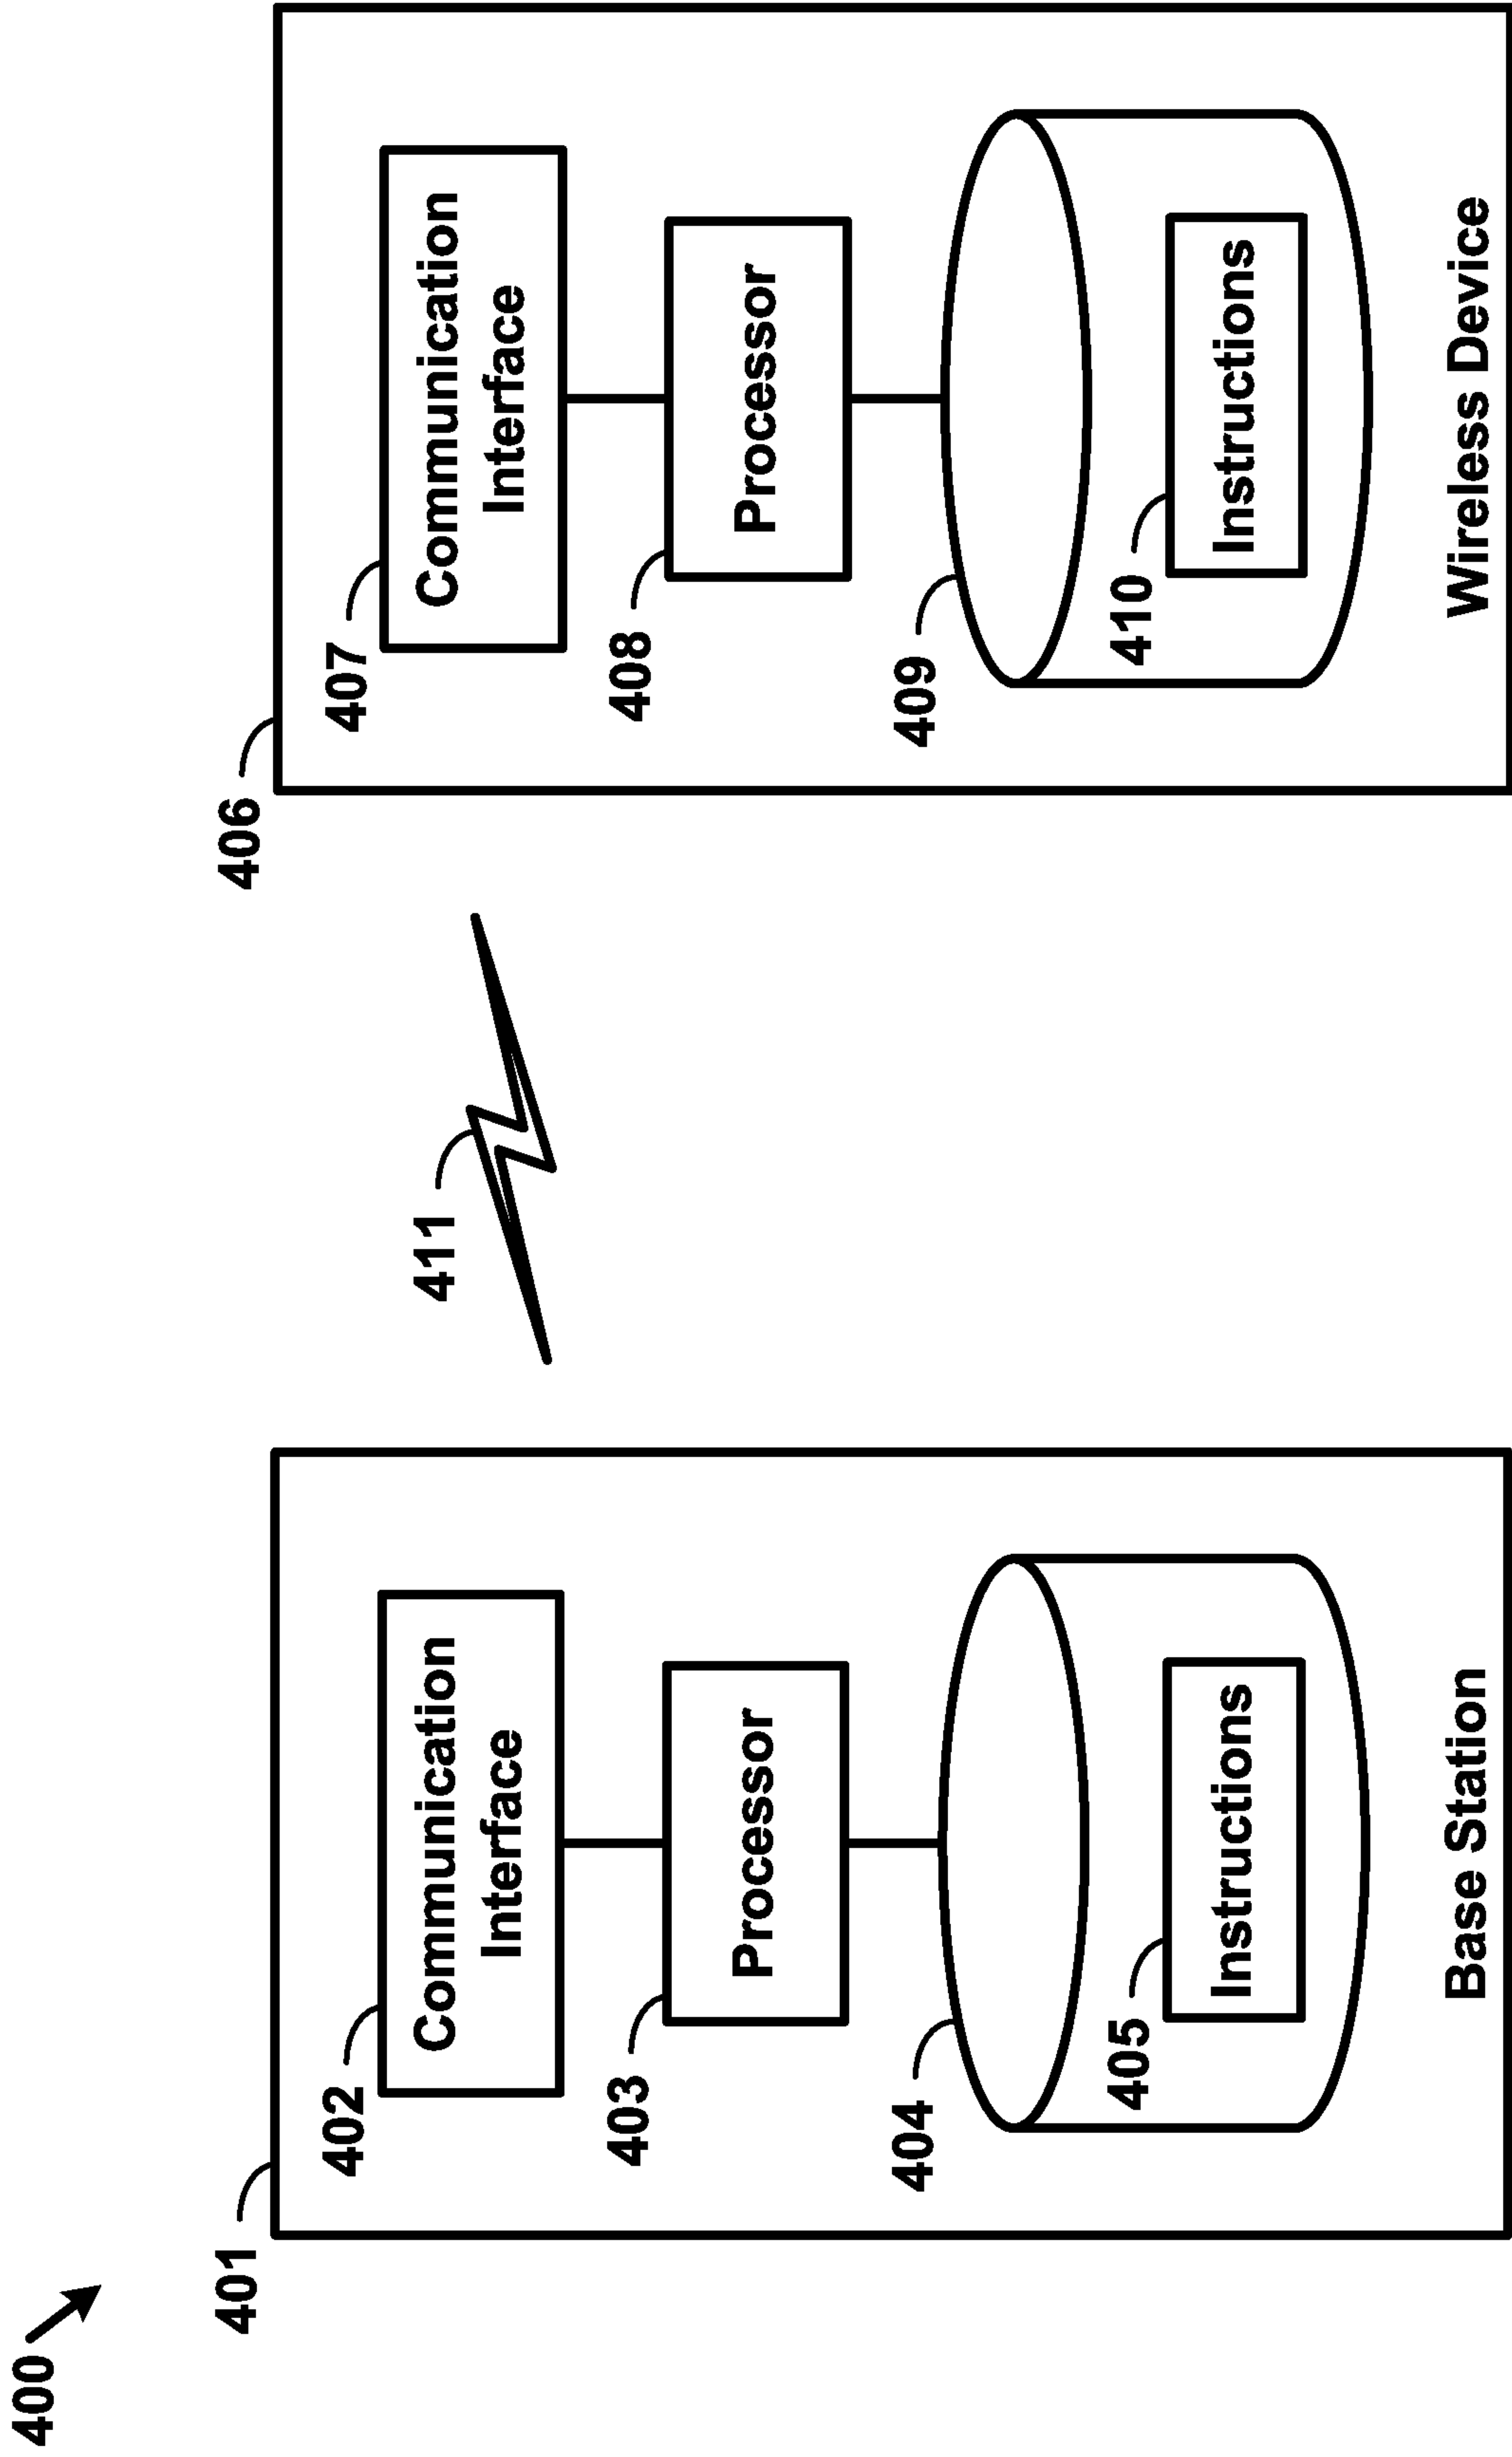 400
401
402
Communication
Interface
403
Processor
404
405
Instructions
Base Station
411
406
407
Communication
Interface
408
Processor
409
410
Instructions
Wireless Device